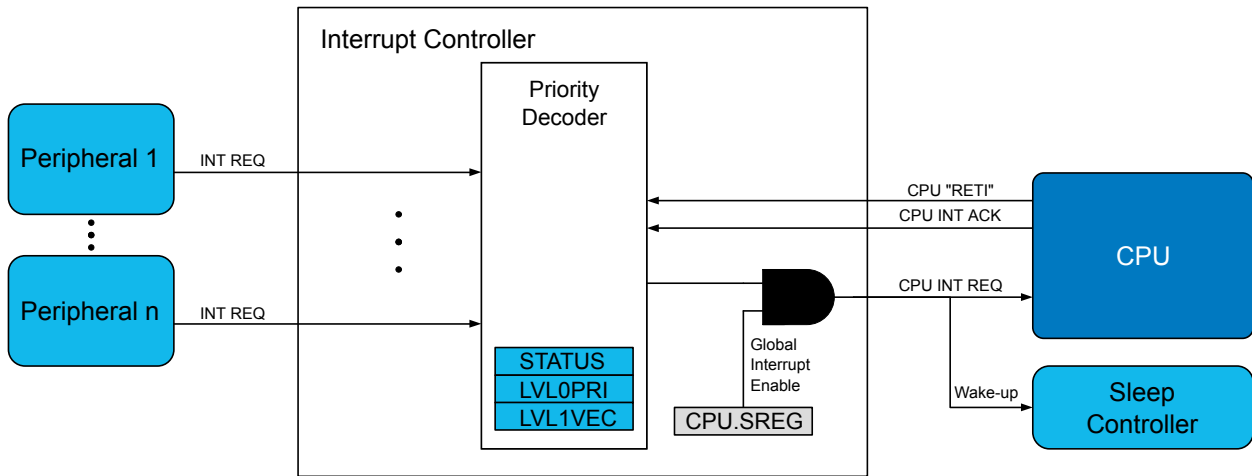 Interrupt Controller
Priority
Decoder
Peripheral 1
INT REQ
CPU "RETI"
CPU INT ACK
CPU
Peripheral n
INT REQ
CPU INT REQ
Global
Interrupt
Enable
STATUS
LVL0PRI
LVL1VEC
CPU.SREG
Wake-up
Sleep
Controller